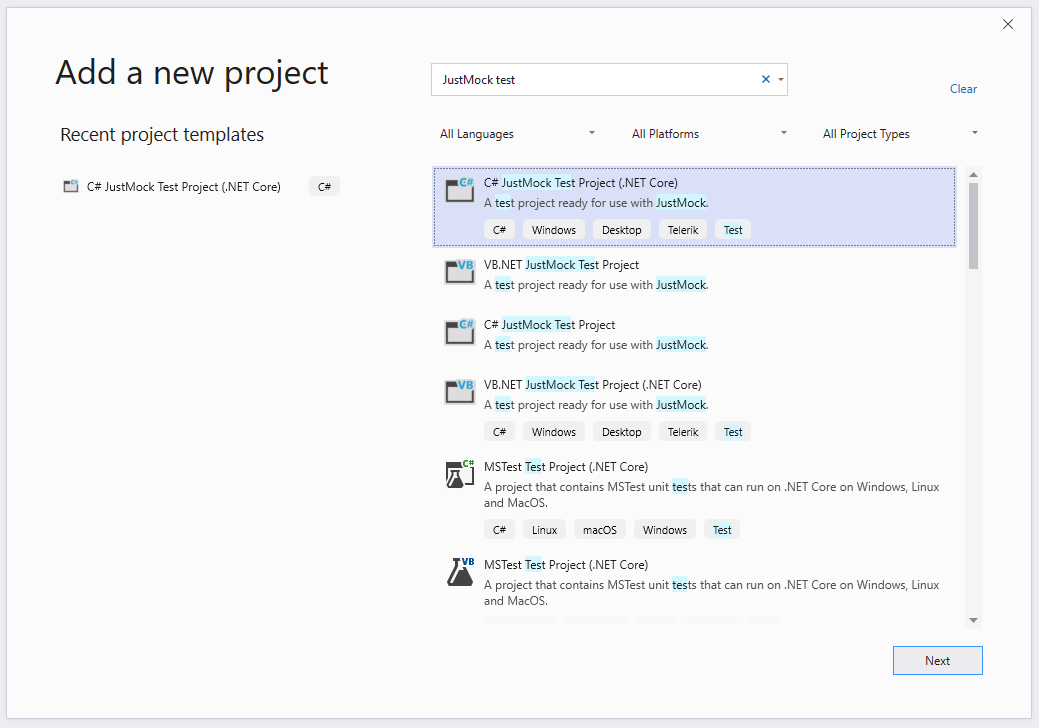 Add a new project
JustMock test
Clear
Recent project templates
All Languages
All Platforms
All Project Types
C# JustMock Test Project (.NET Core)
C#
C# JustMock Test Project (.NET Core)
A test project ready for use with JustMock.
C# Windows Desktop Telerik Test
VB.NET JustMock Test Project
A test project ready for use with JustMock.
C# JustMock Test Project
A test project ready for use with JustMock.
VB.NET JustMock Test Project (.NET Core)
A test project ready for use with JustMock.
C# Windows Desktop Telerik Test
MSTest Test Project (.NET Core)
A project that contains MSTest unit tests that can run on .NET Core on Windows, Linux
and MacOS.
C# Linux macOS Windows Test
MSTest Test Project (.NET Core)
A project that contains MSTest unit tests that can run on .NET Core on Windows, Linux
and MacOS.
Next